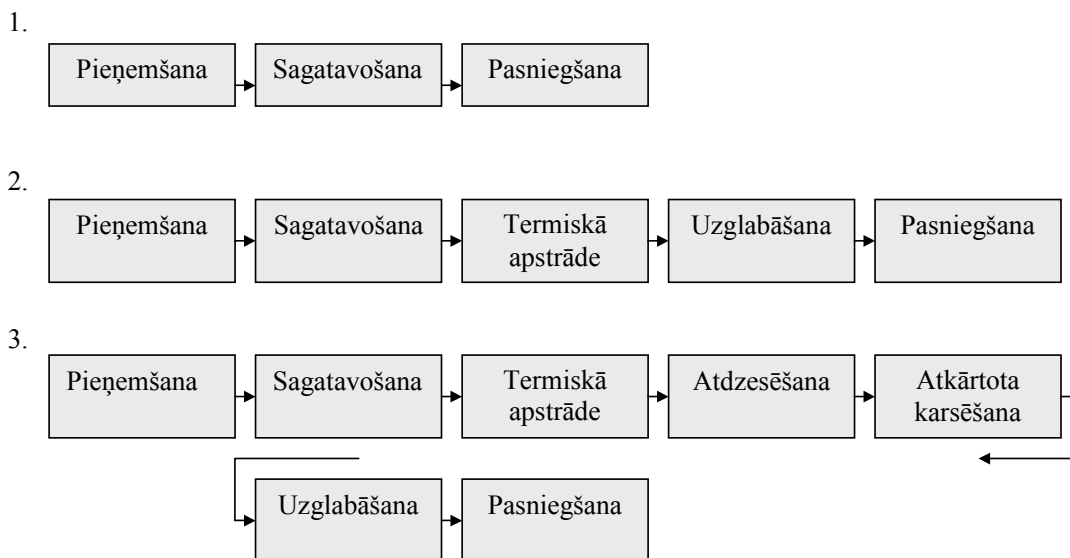 1.
Pieņemšana Sagatavošana Pasniegšana
2.
Pieņemšana Sagatavošana Termiskā apstrāde Uzglabāšana Pasniegšana
3.
Pieņemšana Sagatavošana Termiskā apstrāde Atdzesēšana Atkārtota karsēšana
Uzglabāšana Pasniegšana